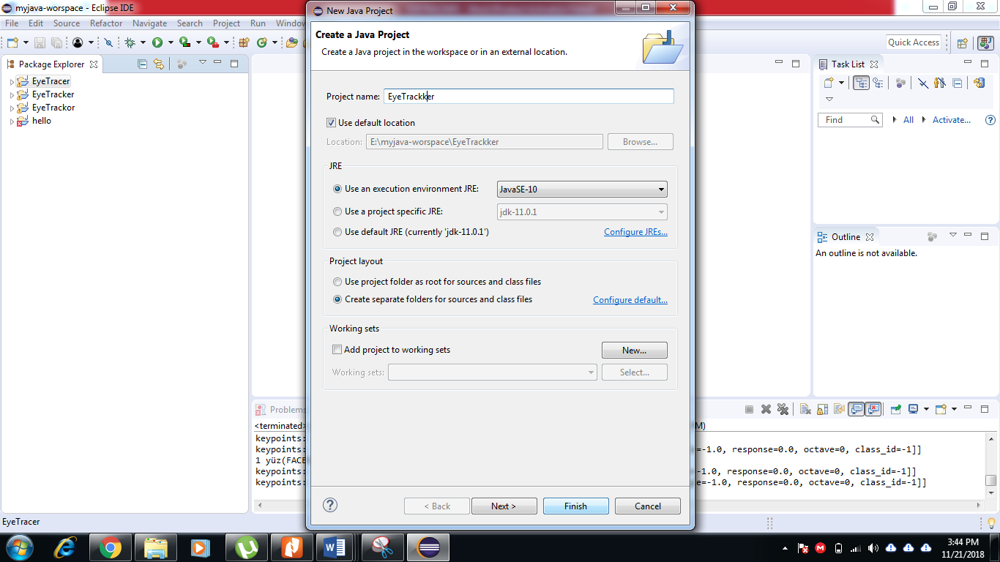 myjava-worspace - Eclipse IDE
File Edit Source Refactor Navigate Search Project Run Window
Quick Access
Package Explorer
EyeTracer
EyeTracker
EyeTrackor
hello
New Java Project
Create a Java Project
Create a Java project in the workspace or in an external location.
Project name: EyeTrackker
Use default location
Location: E:\myjava-worspace\EyeTrackker Browse...
JRE
Use an execution environment JRE: JavaSE-10
Use a project specific JRE: jdk-11.0.1
Use default JRE (currently 'jdk-11.0.1') Configure JREs...
Project layout
Use project folder as root for sources and class files
Create separate folders for sources and class files Configure default...
Working sets
Add project to working sets New...
Working sets: Select...
< Back Next > Finish Cancel
Task List
Find All Activate...
Outline
An outline is not available.
Problems
<terminated> M)
keypoints:
keypoints: =-1.0, response=0.0, octave=0, class_id=-1]]
1 yüz(FACE
keypoints: -1.0, response=0.0, octave=0, class_id=-1]]
keypoints: e=-1.0, response=0.0, octave=0, class_id=-1]]
EyeTracer
3:44 PM
11/21/2018